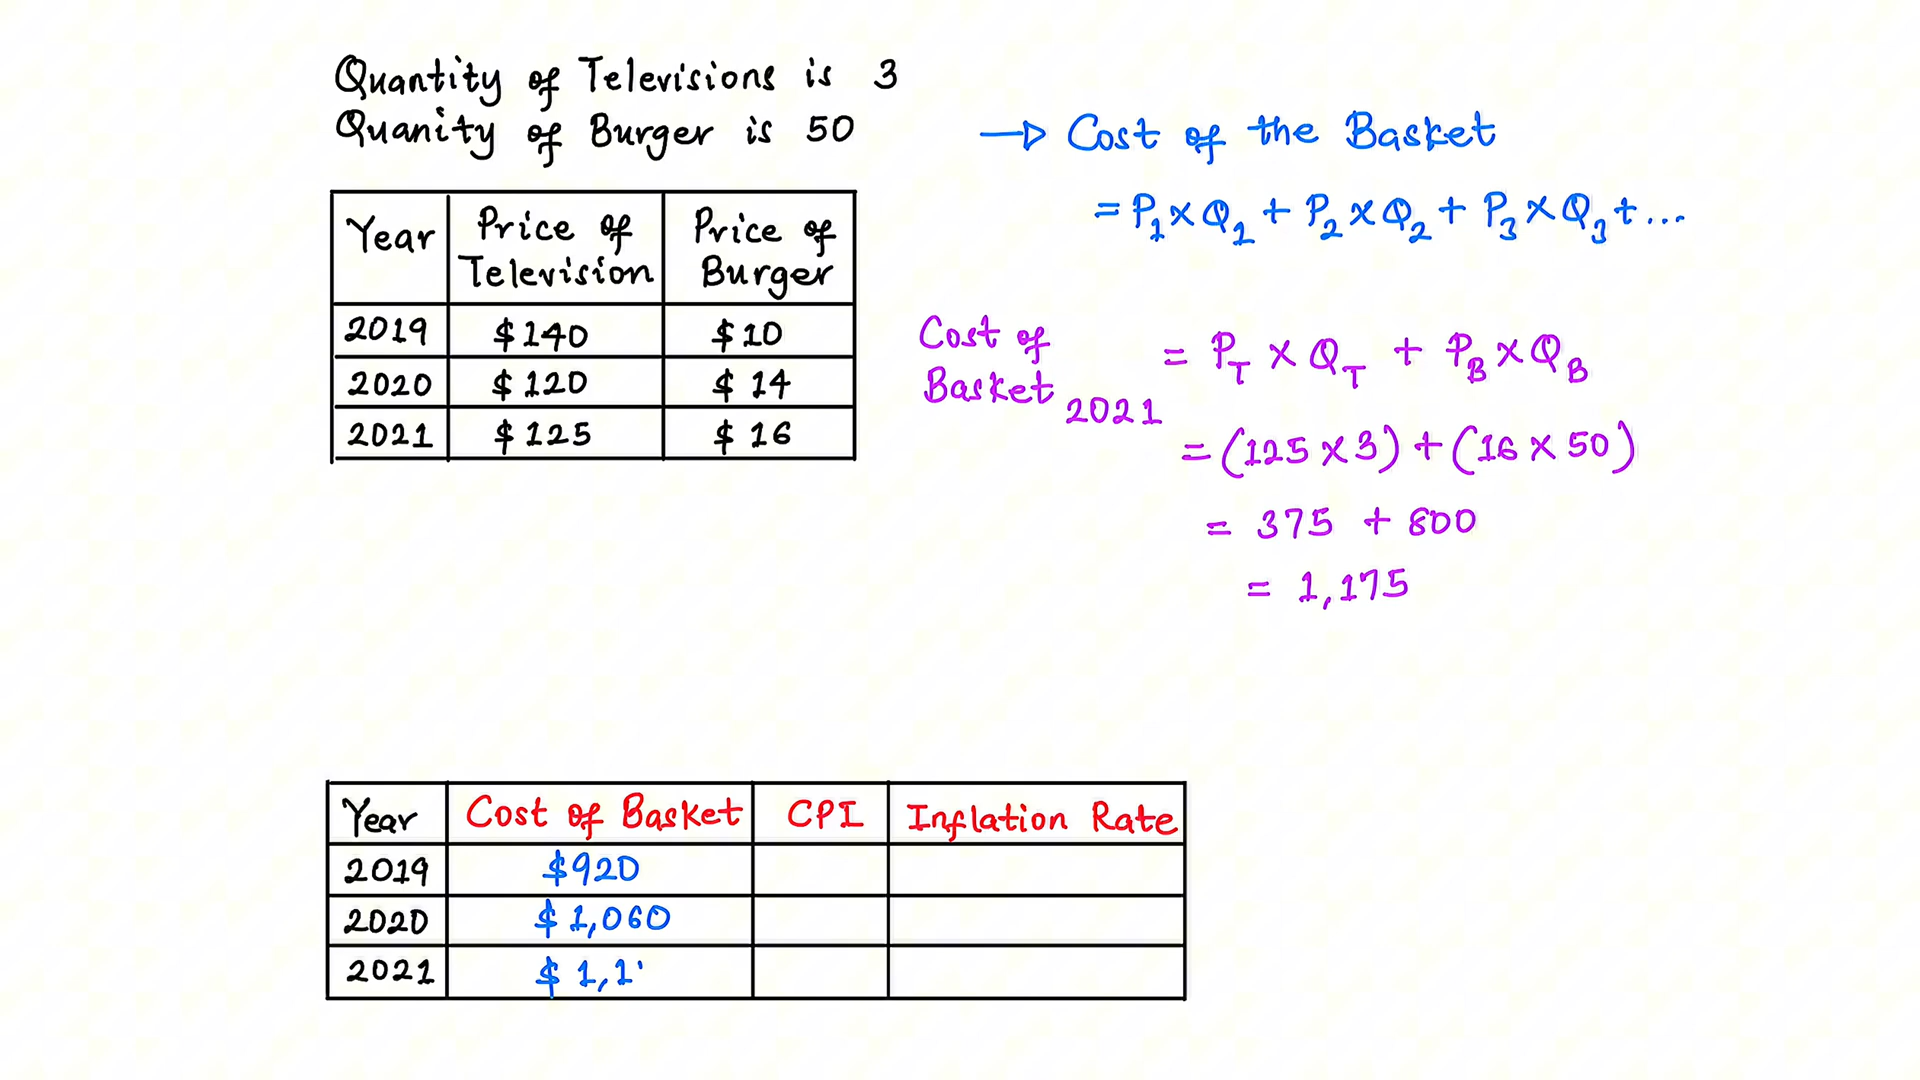 Quantity of Televisions is 3
Quanity of Burger is 50
Year Price of Television Price of Burger
2019 $140 $10
2020 $120 $14
2021 $125 $16
→ Cost of the Basket
= P1 × Q1 + P2 × Q2 + P3 × Q3 + ...
Cost of Basket 2021 = PT × QT + PB × QB
= (125 × 3) + (16 × 50)
= 375 + 800
= 1,175
Year Cost of Basket CPI Inflation Rate
2019 $920
2020 $1,060
2021 $1,1